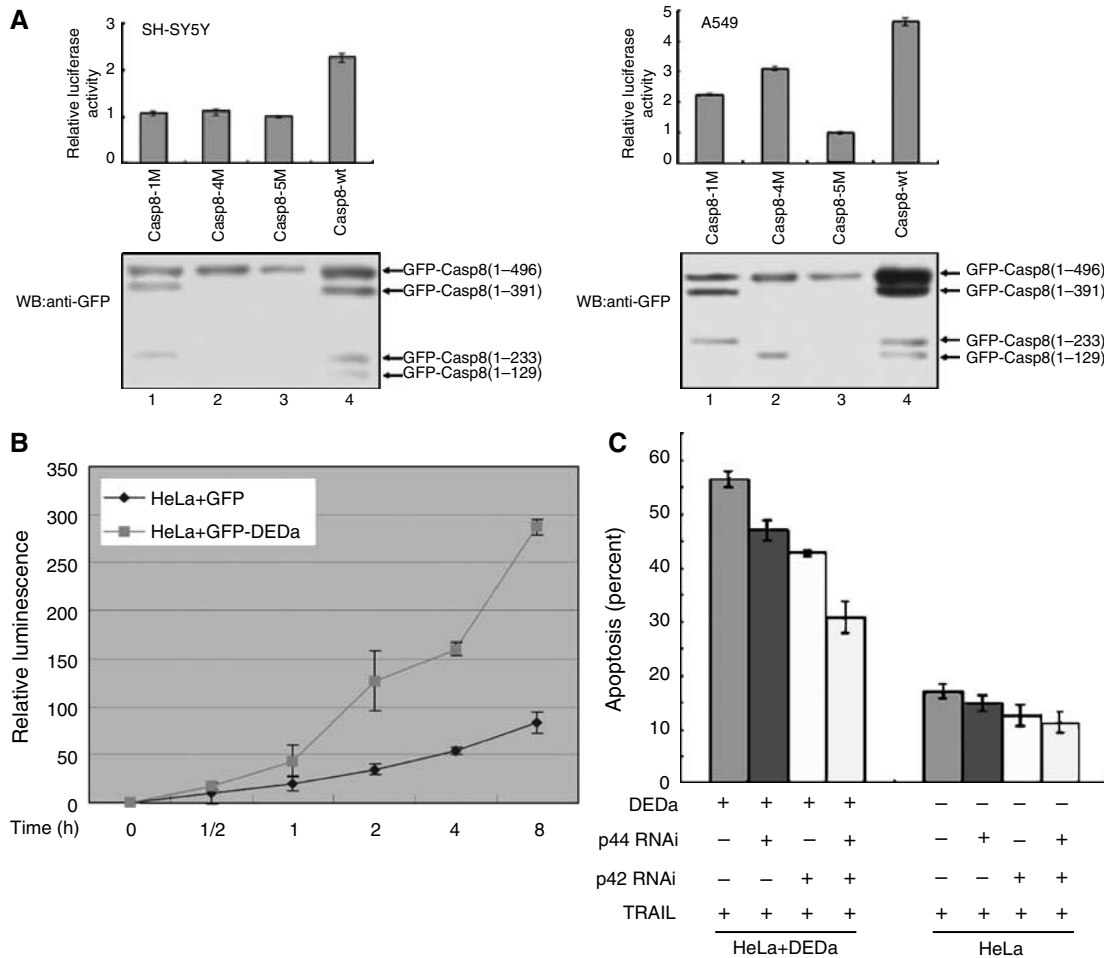 A
SH-SY5Y
Relative luciferase
activity
3
2
1
0
Casp8-1M
Casp8-4M
Casp8-5M
Casp8-wt
WB:anti-GFP
GFP-Casp8(1–496)
GFP-Casp8(1–391)
GFP-Casp8(1–233)
GFP-Casp8(1–129)
1 2 3 4
A549
Relative luciferase
activity
5
4
3
2
1
0
Casp8-1M
Casp8-4M
Casp8-5M
Casp8-wt
WB:anti-GFP
GFP-Casp8(1–496)
GFP-Casp8(1–391)
GFP-Casp8(1–233)
GFP-Casp8(1–129)
1 2 3 4
B
Relative luminescence
350
300
250
200
150
100
50
0
HeLa+GFP
HeLa+GFP-DEDa
Time (h) 0 1/2 1 2 4 8
C
Apoptosis (percent)
60
50
40
30
20
10
0
DEDa + + + + – – – –
p44 RNAi – + – + – + – +
p42 RNAi – – + + – – + +
TRAIL + + + + + + + +
HeLa+DEDa HeLa